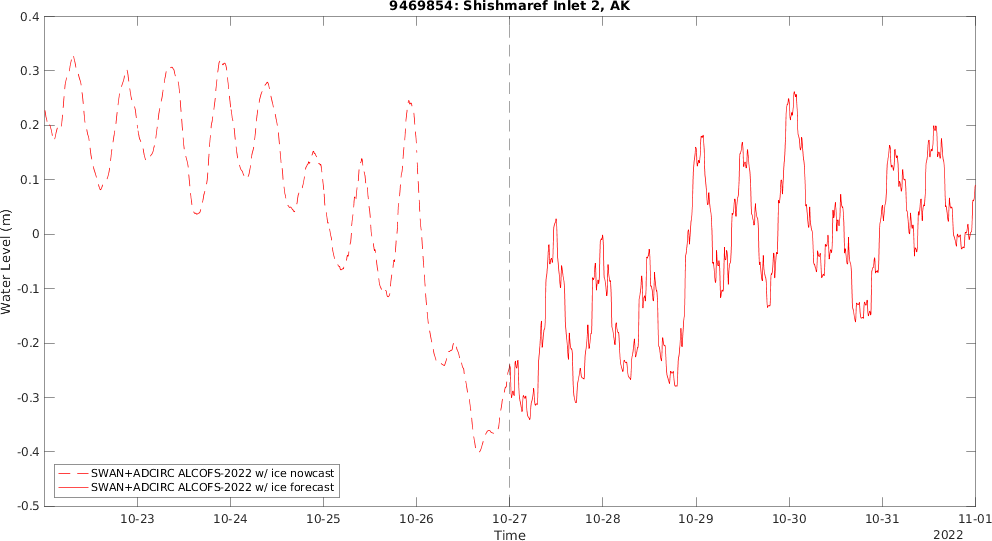 9469854: Shishmaref Inlet 2, AK
Water Level (m)
0.4
0.3
0.2
0.1
0
-0.1
-0.2
-0.3
-0.4
-0.5
SWAN+ADCIRC ALCOFS-2022 w/ ice nowcast
SWAN+ADCIRC ALCOFS-2022 w/ ice forecast
10-23 10-24 10-25 10-26 10-27 10-28 10-29 10-30 10-31 11-01
Time
2022